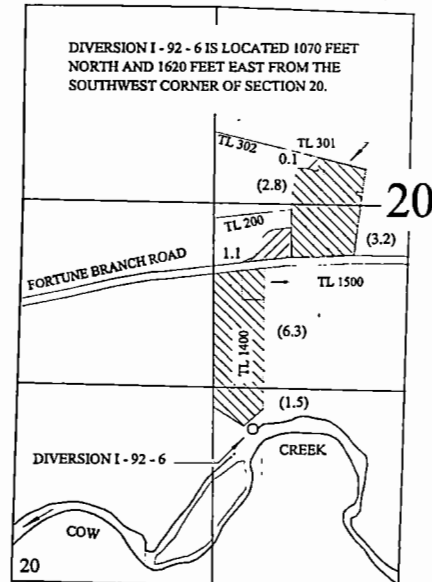 DIVERSION I - 92 - 6 IS LOCATED 1070 FEET
NORTH AND 1620 FEET EAST FROM THE
SOUTHWEST CORNER OF SECTION 20.
TL 302
TL 301
0.1
(2.8)
20
TL 200
(3.2)
1.1
FORTUNE BRANCH ROAD
TL 1500
TL 1400
(6.3)
(1.5)
DIVERSION I - 92 - 6
CREEK
COW
20